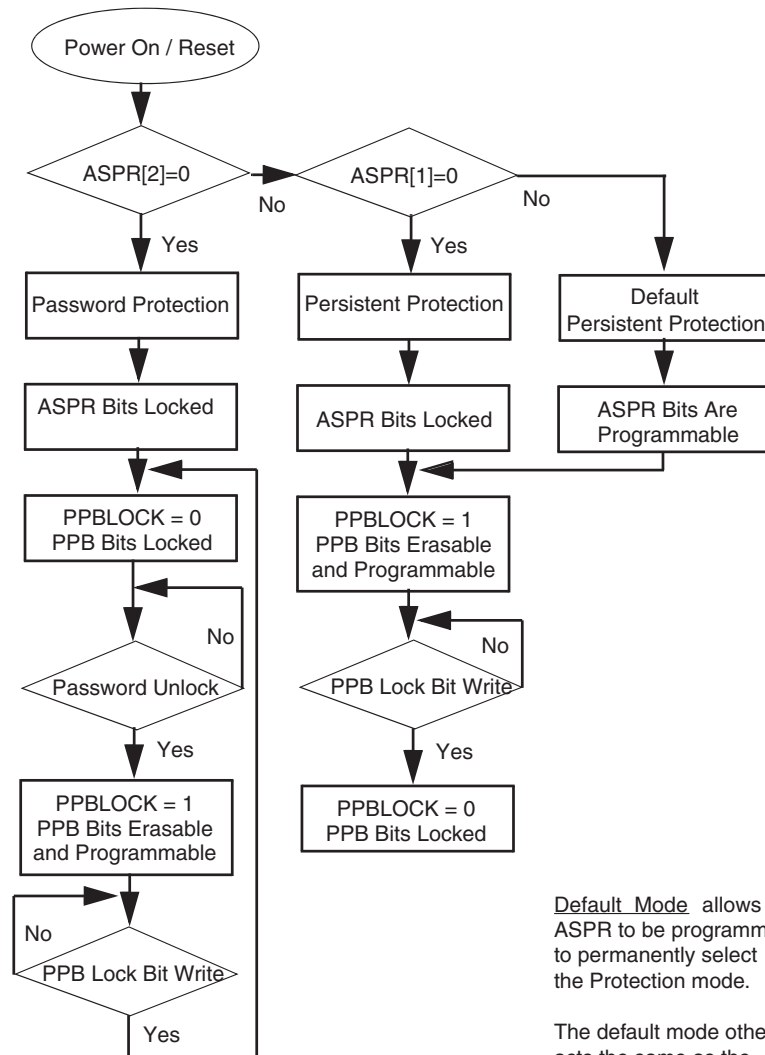 Power On / Reset
ASPR[2]=0
No
ASPR[1]=0
No
Yes
Yes
Password Protection
Persistent Protection
Default
Persistent Protection
ASPR Bits Locked
ASPR Bits Locked
ASPR Bits Are
Programmable
PPBLOCK = 0
PPB Bits Locked
PPBLOCK = 1
PPB Bits Erasable
and Programmable
No
No
Password Unlock
PPB Lock Bit Write
Yes
Yes
PPBLOCK = 1
PPB Bits Erasable
and Programmable
PPBLOCK = 0
PPB Bits Locked
No
PPB Lock Bit Write
Yes
Default Mode allows
ASPR to be programm
to permanently select
the Protection mode.
The default mode othe
acts the same as the